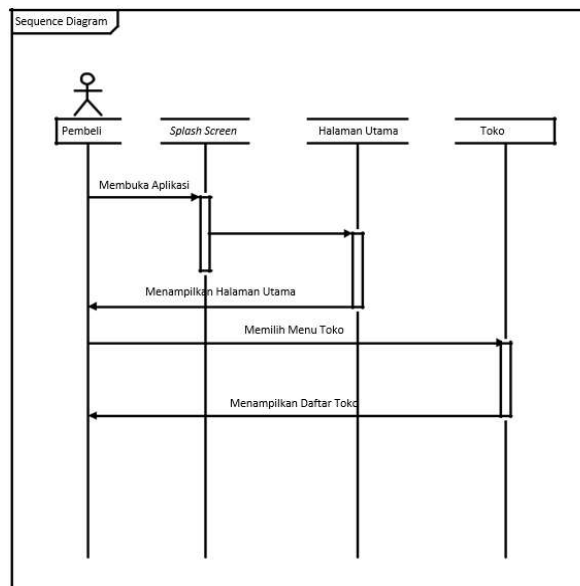 Sequence Diagram
Pembeli
Splash Screen
Halaman Utama
Toko
Membuka Aplikasi
Menampilkan Halaman Utama
Memilih Menu Toko
Menampilkan Daftar Toko